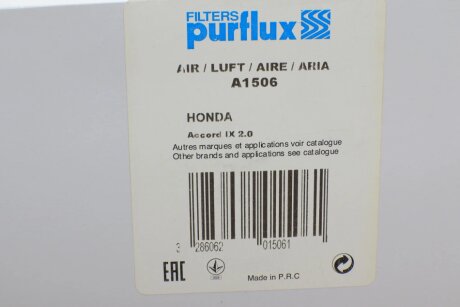 FILTERS
purflux
AIR / LUFT / AIRE / ARIA
A1506
HONDA
Accord IX 2.0
Autres marques et applications voir catalogue
Other brands and applications see catalogue
3 286062 015061
EAC
Made in P.R.C